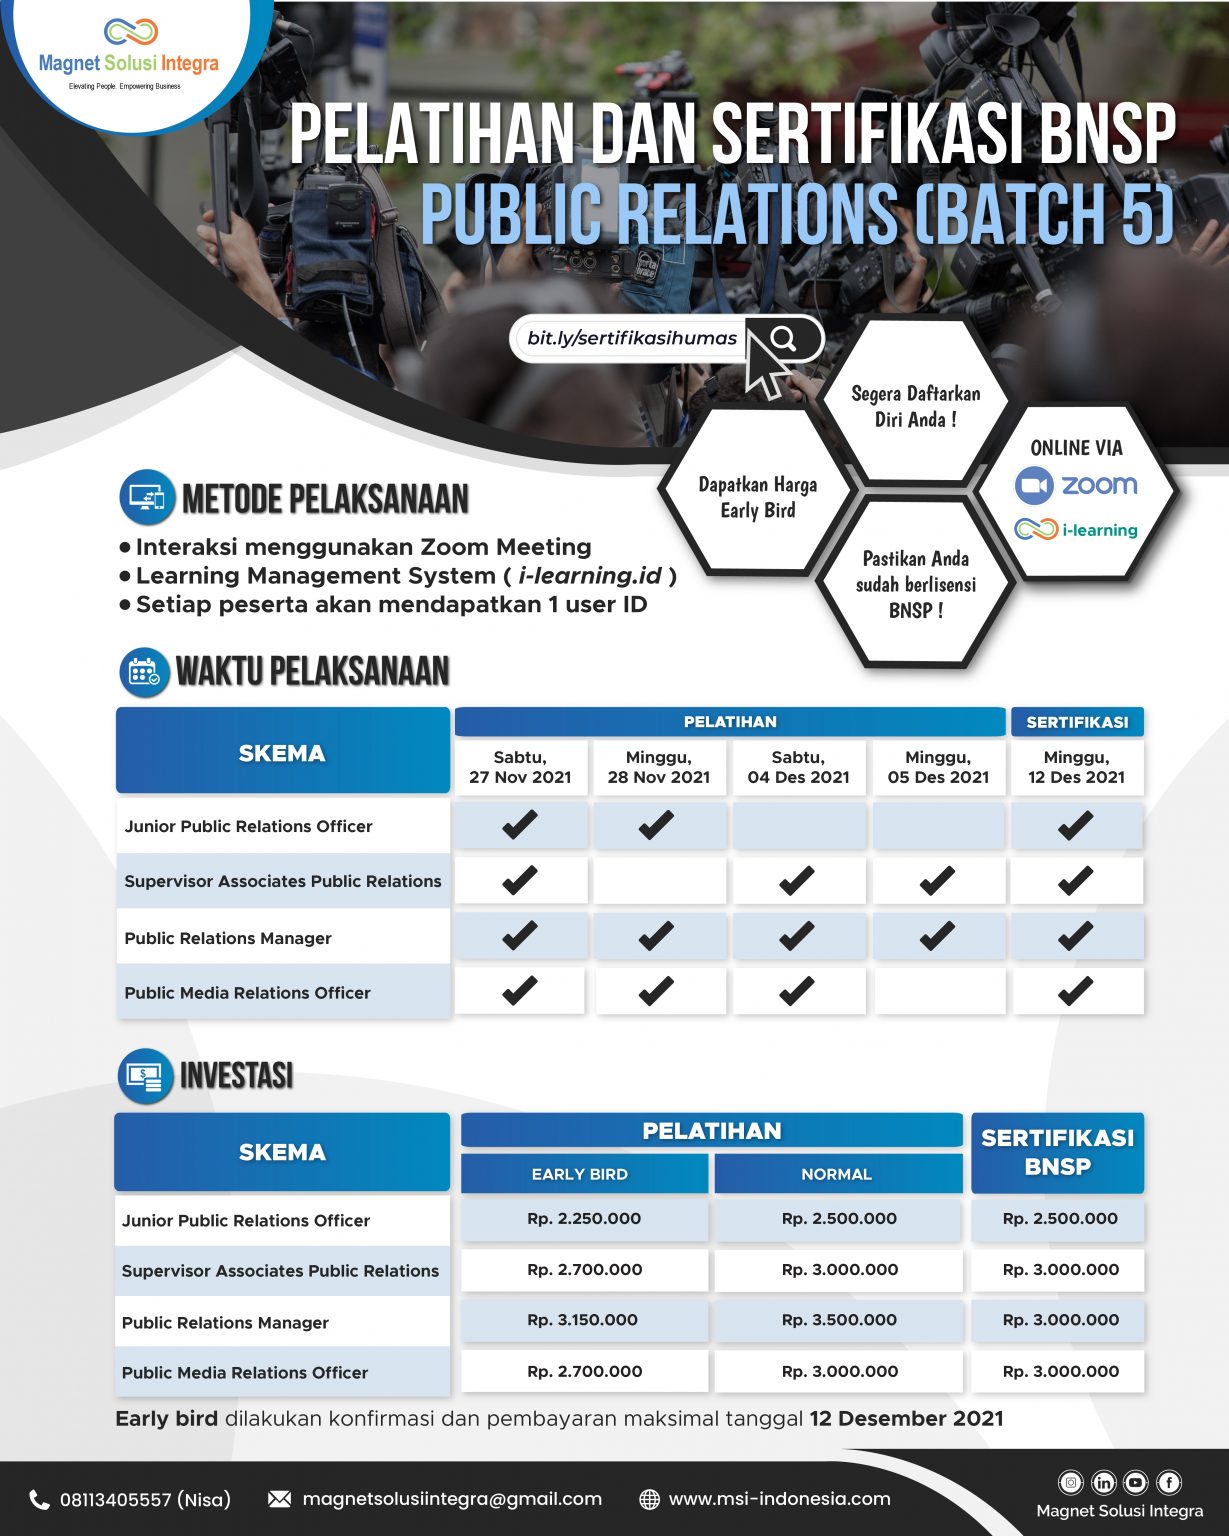 Magnet Solusi Integra
Elevating People. Empowering Business
PELATIHAN DAN SERTIFIKASI BNSP
PUBLIC RELATIONS (BATCH 5)
bit.ly/sertifikasihumas
Segera Daftarkan
Diri Anda !
Dapatkan Harga
Early Bird
ONLINE VIA
zoom
i-learning
Pastikan Anda
sudah berlisensi
BNSP !
METODE PELAKSANAAN
• Interaksi menggunakan Zoom Meeting
• Learning Management System ( i-learning.id )
• Setiap peserta akan mendapatkan 1 user ID
WAKTU PELAKSANAAN
SKEMA
PELATIHAN
SERTIFIKASI
Sabtu,
27 Nov 2021
Minggu,
28 Nov 2021
Sabtu,
04 Des 2021
Minggu,
05 Des 2021
Minggu,
12 Des 2021
Junior Public Relations Officer
Supervisor Associates Public Relations
Public Relations Manager
Public Media Relations Officer
INVESTASI
SKEMA
PELATIHAN
SERTIFIKASI
BNSP
EARLY BIRD
NORMAL
Junior Public Relations Officer Rp. 2.250.000 Rp. 2.500.000 Rp. 2.500.000
Supervisor Associates Public Relations Rp. 2.700.000 Rp. 3.000.000 Rp. 3.000.000
Public Relations Manager Rp. 3.150.000 Rp. 3.500.000 Rp. 3.000.000
Public Media Relations Officer Rp. 2.700.000 Rp. 3.000.000 Rp. 3.000.000
Early bird dilakukan konfirmasi dan pembayaran maksimal tanggal 12 Desember 2021
08113405557 (Nisa) magnetsolusiintegra@gmail.com www.msi-indonesia.com
Magnet Solusi Integra